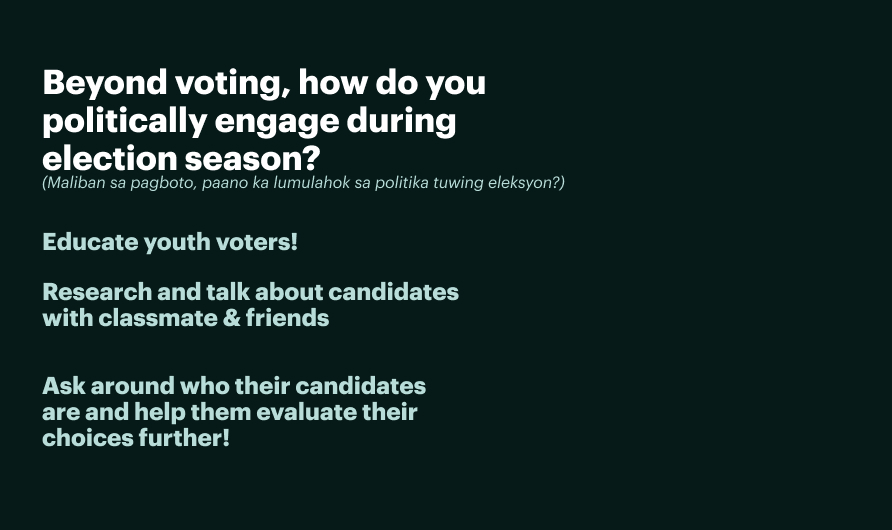 Beyond voting, how do you
politically engage during
election season?
(Maliban sa pagboto, paano ka lumulahok sa politika tuwing eleksyon?)
Educate youth voters!
Research and talk about candidates
with classmate & friends
Ask around who their candidates
are and help them evaluate their
choices further!